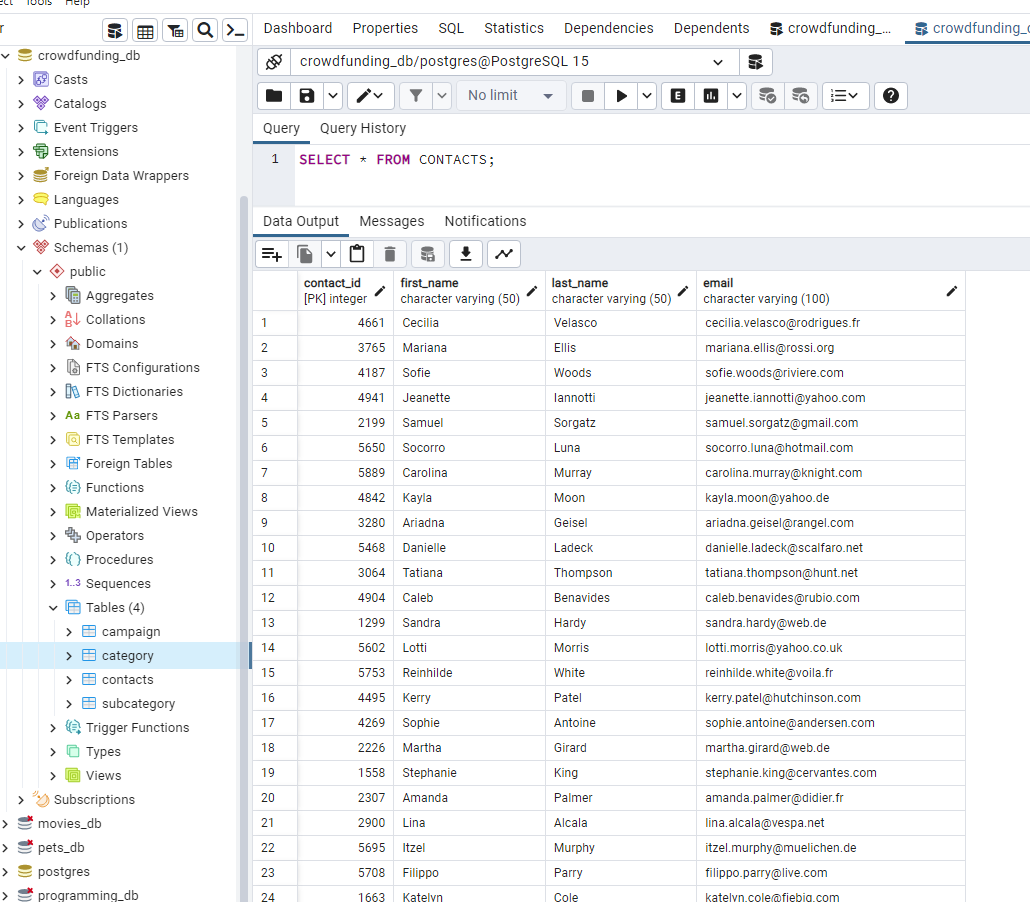 Tools Help
Dashboard Properties SQL Statistics Dependencies Dependents crowdfunding_... crowdfunding_
crowdfunding_db
Casts
Catalogs
Event Triggers
Extensions
Foreign Data Wrappers
Languages
Publications
Schemas (1)
public
Aggregates
Collations
Domains
FTS Configurations
FTS Dictionaries
Aa FTS Parsers
FTS Templates
Foreign Tables
Functions
Materialized Views
Operators
Procedures
1..3 Sequences
Tables (4)
campaign
category
contacts
subcategory
Trigger Functions
Types
Views
Subscriptions
movies_db
pets_db
postgres
programming_db
crowdfunding_db/postgres@PostgreSQL 15
No limit
E
Query Query History
1 SELECT * FROM CONTACTS;
Data Output Messages Notifications
contact_id first_name last_name email
[PK] integer character varying (50) character varying (50) character varying (100)
1 4661 Cecilia Velasco cecilia.velasco@rodrigues.fr
2 3765 Mariana Ellis mariana.ellis@rossi.org
3 4187 Sofie Woods sofie.woods@riviere.com
4 4941 Jeanette Iannotti jeanette.iannotti@yahoo.com
5 2199 Samuel Sorgatz samuel.sorgatz@gmail.com
6 5650 Socorro Luna socorro.luna@hotmail.com
7 5889 Carolina Murray carolina.murray@knight.com
8 4842 Kayla Moon kayla.moon@yahoo.de
9 3280 Ariadna Geisel ariadna.geisel@rangel.com
10 5468 Danielle Ladeck danielle.ladeck@scalfaro.net
11 3064 Tatiana Thompson tatiana.thompson@hunt.net
12 4904 Caleb Benavides caleb.benavides@rubio.com
13 1299 Sandra Hardy sandra.hardy@web.de
14 5602 Lotti Morris lotti.morris@yahoo.co.uk
15 5753 Reinhilde White reinhilde.white@voila.fr
16 4495 Kerry Patel kerry.patel@hutchinson.com
17 4269 Sophie Antoine sophie.antoine@andersen.com
18 2226 Martha Girard martha.girard@web.de
19 1558 Stephanie King stephanie.king@cervantes.com
20 2307 Amanda Palmer amanda.palmer@didier.fr
21 2900 Lina Alcala lina.alcala@vespa.net
22 5695 Itzel Murphy itzel.murphy@muelichen.de
23 5708 Filippo Parry filippo.parry@live.com
24 1663 Katelyn Cole katelyn.cole@fiebig.com